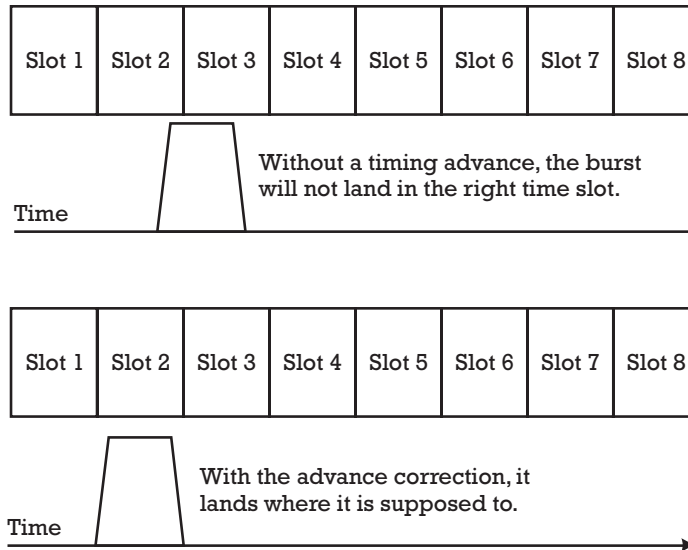 Slot 1 Slot 2 Slot 3 Slot 4 Slot 5 Slot 6 Slot 7 Slot 8
Without a timing advance, the burst
will not land in the right time slot.
Time
Slot 1 Slot 2 Slot 3 Slot 4 Slot 5 Slot 6 Slot 7 Slot 8
With the advance correction, it
lands where it is supposed to.
Time